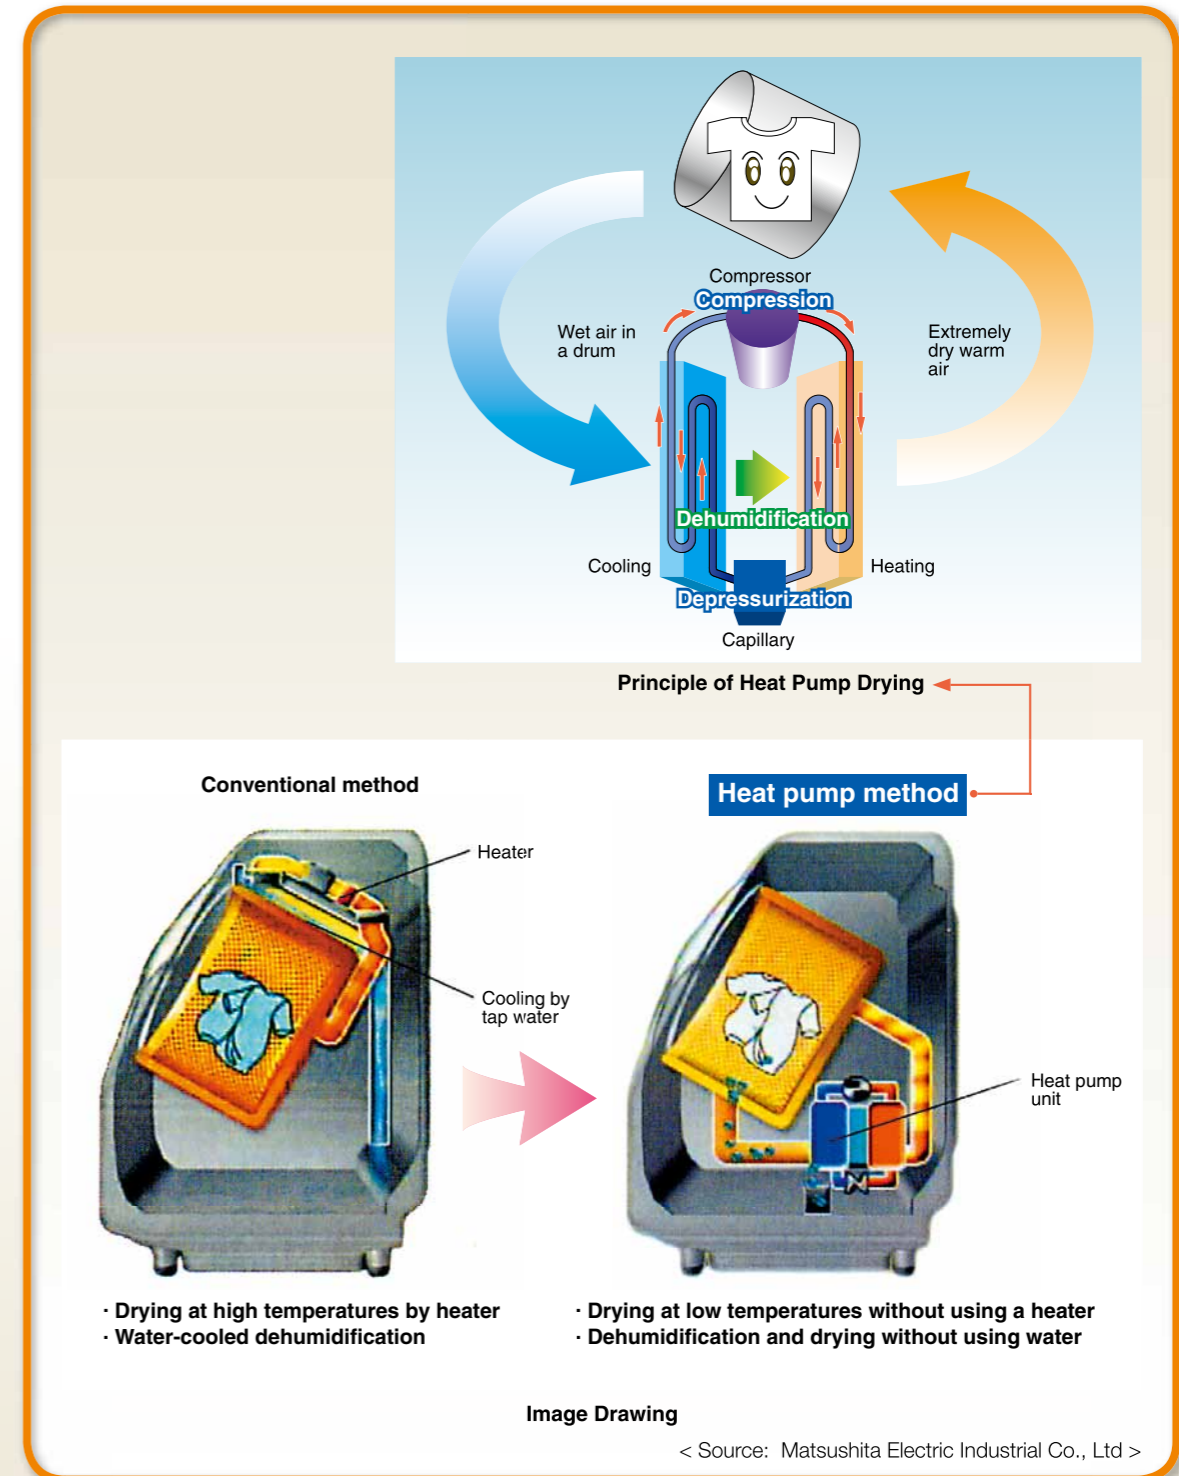 Compressor
Compression
Wet air in
a drum
Extremely
dry warm
air
Dehumidification
Cooling
Heating
Depressurization
Capillary
Principle of Heat Pump Drying
Conventional method
Heat pump method
Heater
Cooling by
tap water
Heat pump
unit
· Drying at high temperatures by heater
· Water-cooled dehumidification
· Drying at low temperatures without using a heater
· Dehumidification and drying without using water
Image Drawing
< Source: Matsushita Electric Industrial Co., Ltd >